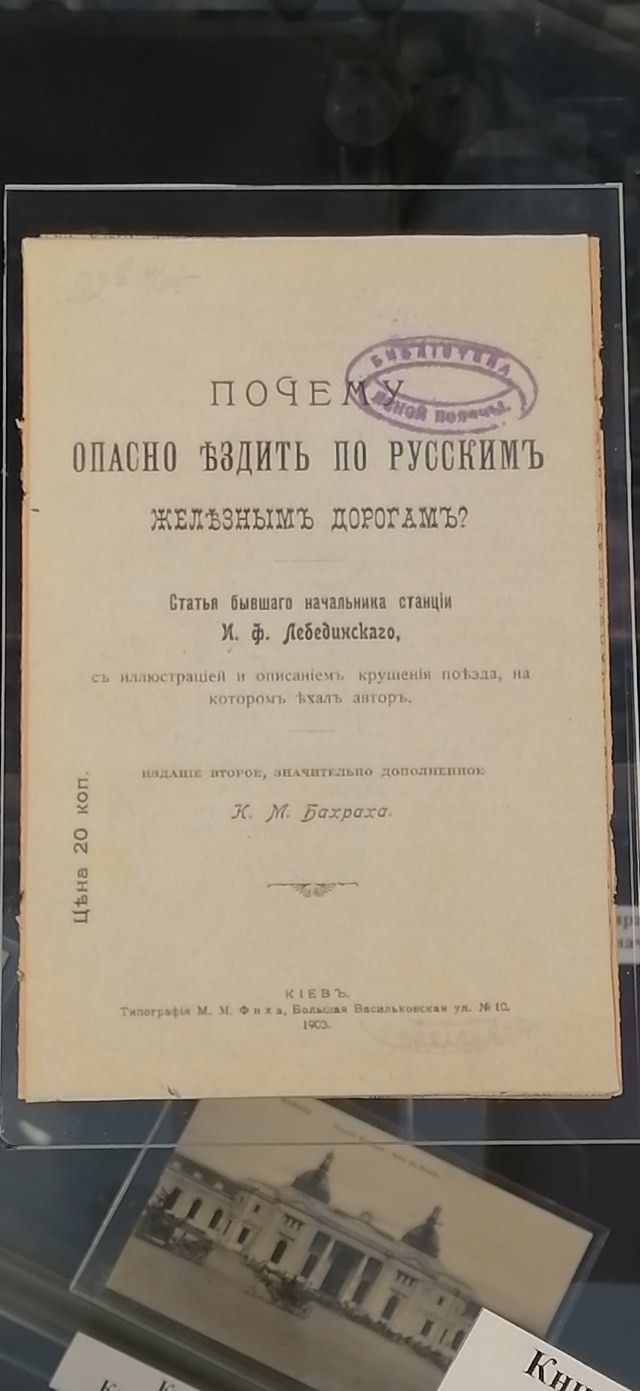 БИБЛІОТЕКА
ПОЧЕМУ
ОПАСНО ѢЗДИТЬ ПО РУССКИМЪ
ЖЕЛѢЗНЫМЪ ДОРОГАМЪ?
Статья бывшаго начальника станціи
И. Ф. Лебединскаго,
съ иллюстраціей и описаніемъ крушенія поѣзда, на
которомъ ѣхалъ авторъ.
ИЗДАНІЕ ВТОРОЕ, ЗНАЧИТЕЛЬНО ДОПОЛНЕННОЕ
К. М. Бахраха.
Цѣна 20 коп.
КІЕВЪ.
Типографія М. М. Фиха, Большая Васильковская ул. № 10.
1903.